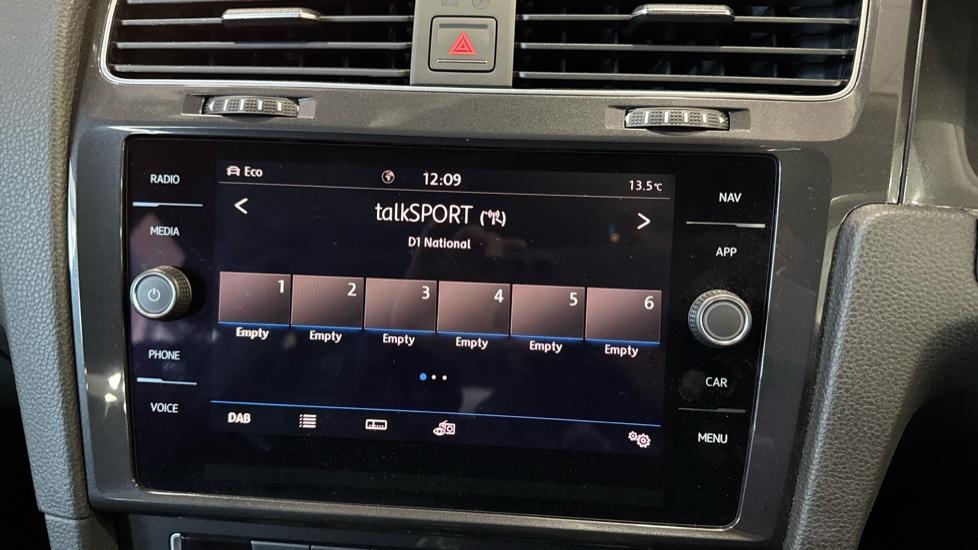 RADIO
MEDIA
PHONE
VOICE
Eco
12:09
13.5°C
< talkSPORT >
D1 National
1 2 3 4 5 6
Empty Empty Empty Empty Empty Empty
DAB
NAV
APP
CAR
MENU